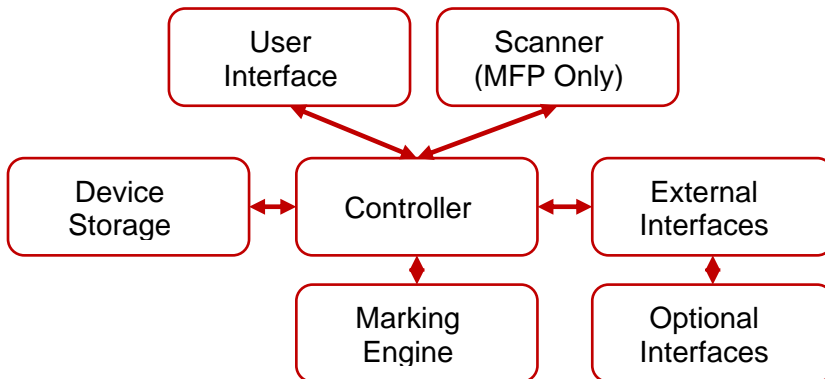 User
Interface
Scanner
(MFP Only)
Device
Storage
Controller
External
Interfaces
Marking
Engine
Optional
Interfaces